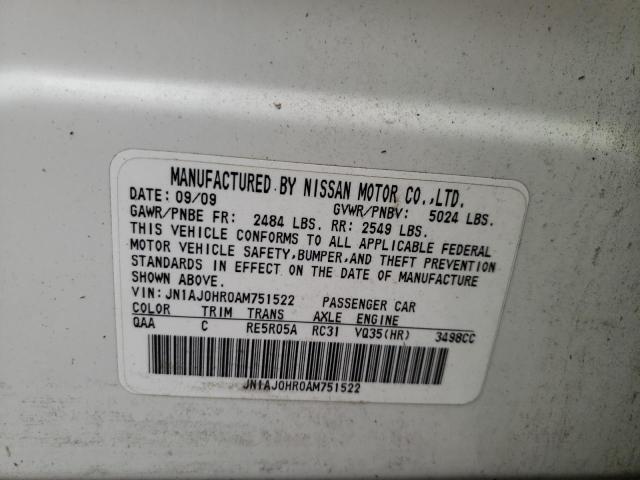 MANUFACTURED BY NISSAN MOTOR CO.,LTD.
DATE: 09/09 GVWR/PNBV: 5024 LBS.
GAWR/PNBE FR: 2484 LBS. RR: 2549 LBS.
THIS VEHICLE CONFORMS TO ALL APPLICABLE FEDERAL
MOTOR VEHICLE SAFETY,BUMPER,AND THEFT PREVENTION
STANDARDS IN EFFECT ON THE DATE OF MANUFACTURE
SHOWN ABOVE.
VIN:JN1AJ0HR0AM751522 PASSENGER CAR
COLOR TRIM TRANS AXLE ENGINE
QAA C RE5R05A RC31 VQ35(HR) 3498CC
JN1AJ0HR0AM751522